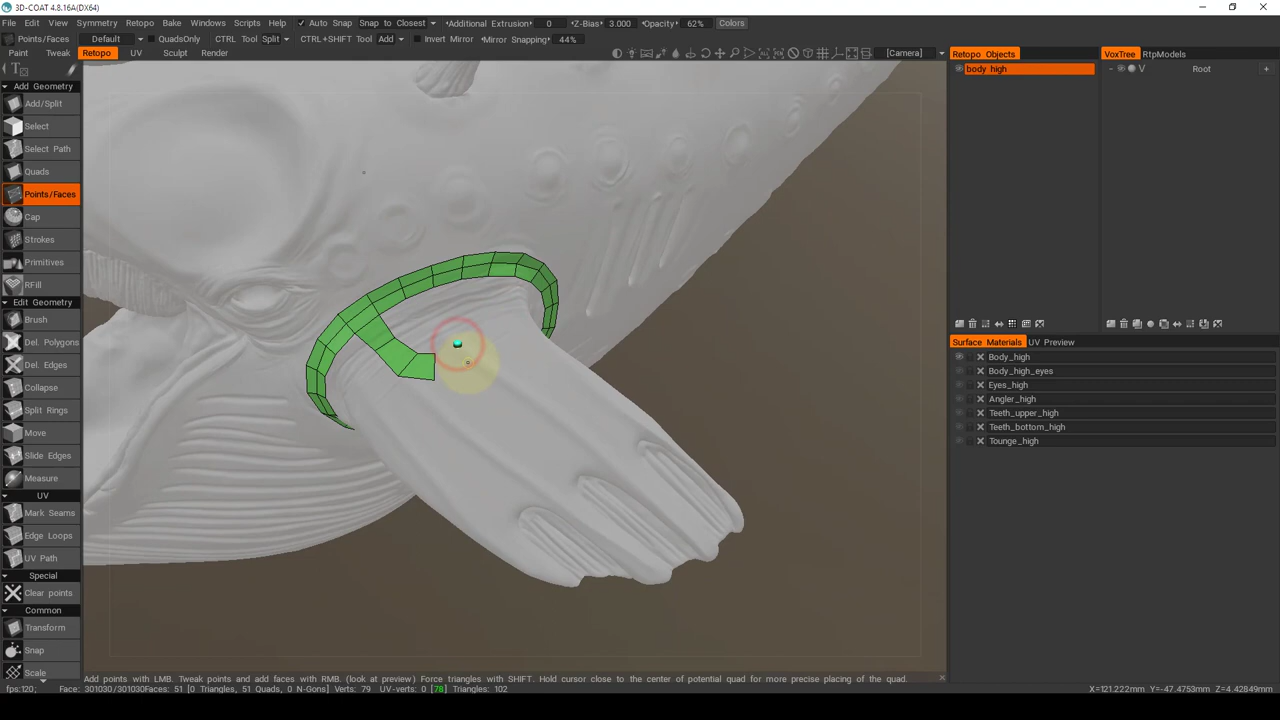 3D-COAT 4.8.16A(DX64)
File Edit View Symmetry Retopo Bake Windows Scripts Help Auto Snap Snap to Closest Additional Extrusion 0 Z-Bias: 3.000 Opacity: 62% Colors
Points/Faces Default QuadsOnly CTRL Tool Split CTRL+SHIFT Tool Add Invert Mirror Mirror Snapping: 44%
Paint Tweak Retopo UV Sculpt Render [Camera]
Add Geometry
Add/Split
Select
Select Path
Quads
Points/Faces
Cap
Strokes
Primitives
RFill
Edit Geometry
Brush
Del. Polygons
Del. Edges
Collapse
Split Rings
Move
Slide Edges
Measure
UV
Mark Seams
Edge Loops
UV Path
Special
Clear points
Common
Transform
Snap
Scale
Retopo Objects
body_high
VoxTree RtpModels
V Root +
Surface Materials UV Preview
Body_high
Body_high_eyes
Eyes_high
Angler_high
Teeth_upper_high
Teeth_bottom_high
Tounge_high
Add points with LMB. Tweak points and add faces with RMB. (look at preview) Force triangles with SHIFT. Hold cursor close to the center of potential quad for more precise placing of the quad.
fps:120; Face: 301030/301030Faces: 51 [0 Triangles, 51 Quads, 0 N-Gons] Verts: 79 UV-verts: 0 [78] Triangles: 102 X=121.222mm Y=-47.4753mm Z=4.42849mm